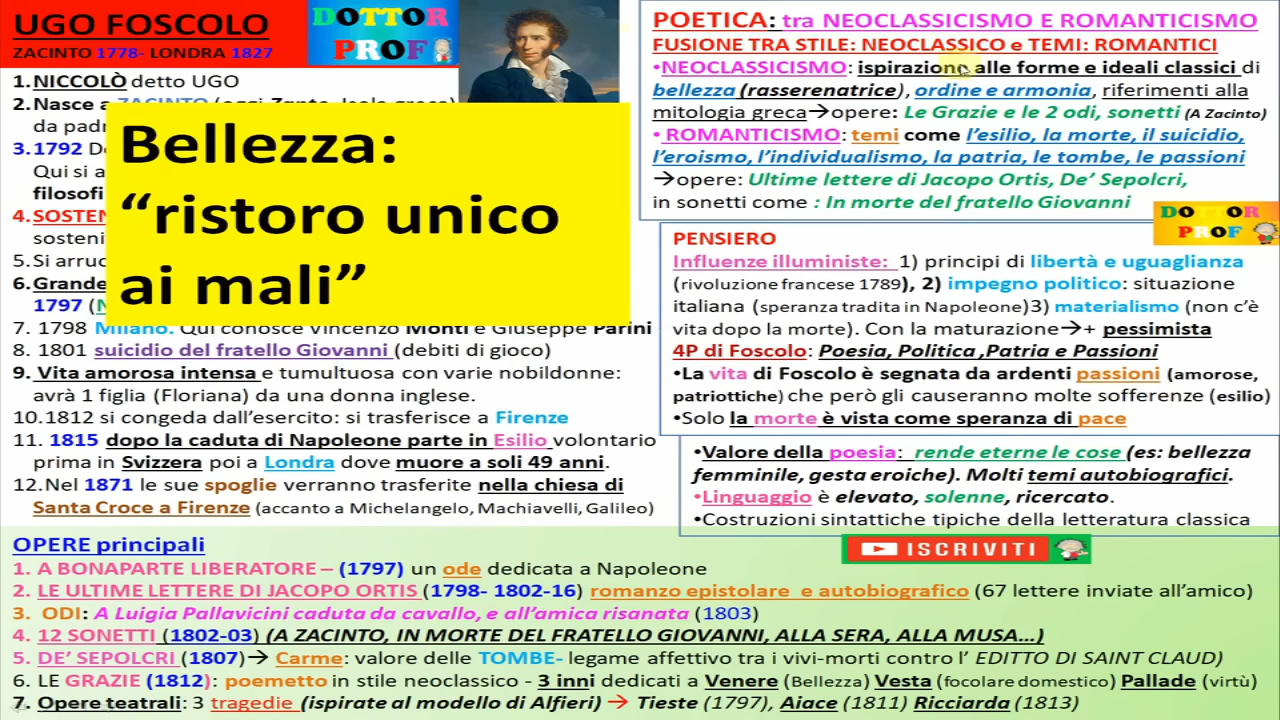 UGO FOSCOLO
ZACINTO 1778- LONDRA 1827
DOTTOR
PROF
1. NICCOLÒ detto UGO
2. Nasce a
da padr
3. 1792
Qui si a
filosofi
4. SOSTEN
sosteni
5. Si arruc
6. Grande
1797
Bellezza:
“ristoro unico
ai mali”
7. 1798 Milano. Qui conosce Vincenzo Monti e Giuseppe Parini
8. 1801 suicidio del fratello Giovanni (debiti di gioco)
9. Vita amorosa intensa e tumultuosa con varie nobildonne:
avrà 1 figlia (Floriana) da una donna inglese.
10.1812 si congeda dall’esercito: si trasferisce a Firenze
11. 1815 dopo la caduta di Napoleone parte in Esilio volontario
prima in Svizzera poi a Londra dove muore a soli 49 anni.
12.Nel 1871 le sue spoglie verranno trasferite nella chiesa di
Santa Croce a Firenze (accanto a Michelangelo, Machiavelli, Galileo)
POETICA: tra NEOCLASSICISMO E ROMANTICISMO
FUSIONE TRA STILE: NEOCLASSICO e TEMI: ROMANTICI
•NEOCLASSICISMO: ispirazione alle forme e ideali classici di
bellezza (rasserenatrice), ordine e armonia, riferimenti alla
mitologia greca→opere: Le Grazie e le 2 odi, sonetti (A Zacinto)
• ROMANTICISMO: temi come l’esilio, la morte, il suicidio,
l’eroismo, l’individualismo, la patria, le tombe, le passioni
→opere: Ultime lettere di Jacopo Ortis, De’ Sepolcri,
in sonetti come : In morte del fratello Giovanni
DOTTOR
PROF
PENSIERO
Influenze illuministe: 1) principi di libertà e uguaglianza
(rivoluzione francese 1789), 2) impegno politico: situazione
italiana (speranza tradita in Napoleone)3) materialismo (non c’è
vita dopo la morte). Con la maturazione→+ pessimista
4P di Foscolo: Poesia, Politica ,Patria e Passioni
•La vita di Foscolo è segnata da ardenti passioni (amorose,
patriottiche) che però gli causeranno molte sofferenze (esilio)
•Solo la morte è vista come speranza di pace
•Valore della poesia: rende eterne le cose (es: bellezza
femminile, gesta eroiche). Molti temi autobiografici.
•Linguaggio è elevato, solenne, ricercato.
•Costruzioni sintattiche tipiche della letteratura classica
ISCRIVITI
OPERE principali
1. A BONAPARTE LIBERATORE – (1797) un ode dedicata a Napoleone
2. LE ULTIME LETTERE DI JACOPO ORTIS (1798- 1802-16) romanzo epistolare e autobiografico (67 lettere inviate all’amico)
3. ODI: A Luigia Pallavicini caduta da cavallo, e all’amica risanata (1803)
4. 12 SONETTI (1802-03) (A ZACINTO, IN MORTE DEL FRATELLO GIOVANNI, ALLA SERA, ALLA MUSA…)
5. DE’ SEPOLCRI (1807)→ Carme: valore delle TOMBE- legame affettivo tra i vivi-morti contro l’ EDITTO DI SAINT CLAUD)
6. LE GRAZIE (1812): poemetto in stile neoclassico - 3 inni dedicati a Venere (Bellezza) Vesta (focolare domestico) Pallade (virtù)
7. Opere teatrali: 3 tragedie (ispirate al modello di Alfieri) → Tieste (1797), Aiace (1811) Ricciarda (1813)